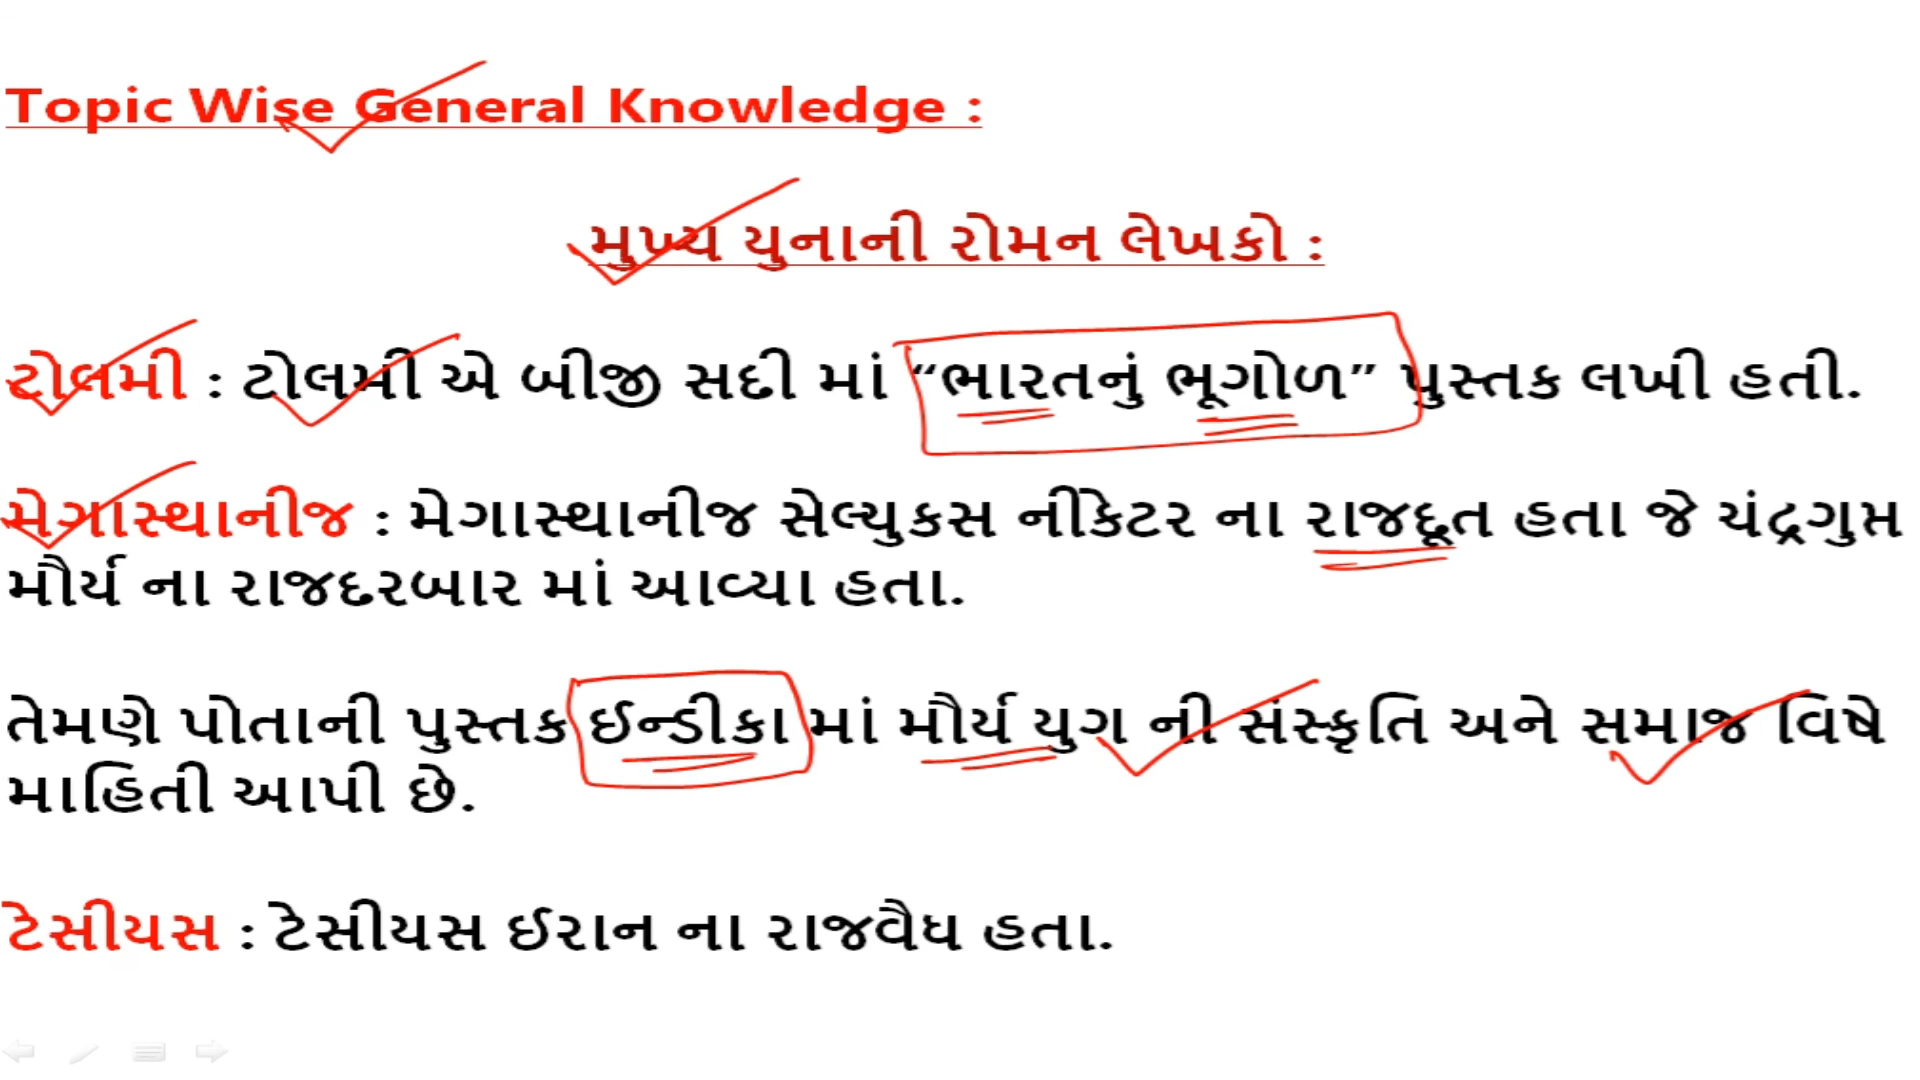 Topic Wise General Knowledge :
મુખ્ય યુનાની રોમન લેખકો :
ટોલમી : ટોલમી એ બીજી સદી માં “ભારતનું ભૂગોળ” પુસ્તક લખી હતી.
મેગાસ્થાનીજ : મેગાસ્થાનીજ સેલ્યુકસ નીકેટર ના રાજદૂત હતા જે ચંદ્રગુપ્ત
મૌર્ય ના રાજદરબાર માં આવ્યા હતા.
તેમણે પોતાની પુસ્તક ઈન્ડીકા માં મૌર્ય યુગ ની સંસ્કૃતિ અને સમાજ વિષે
માહિતી આપી છે.
ટેસીયસ : ટેસીયસ ઈરાન ના રાજવૈધ હતા.